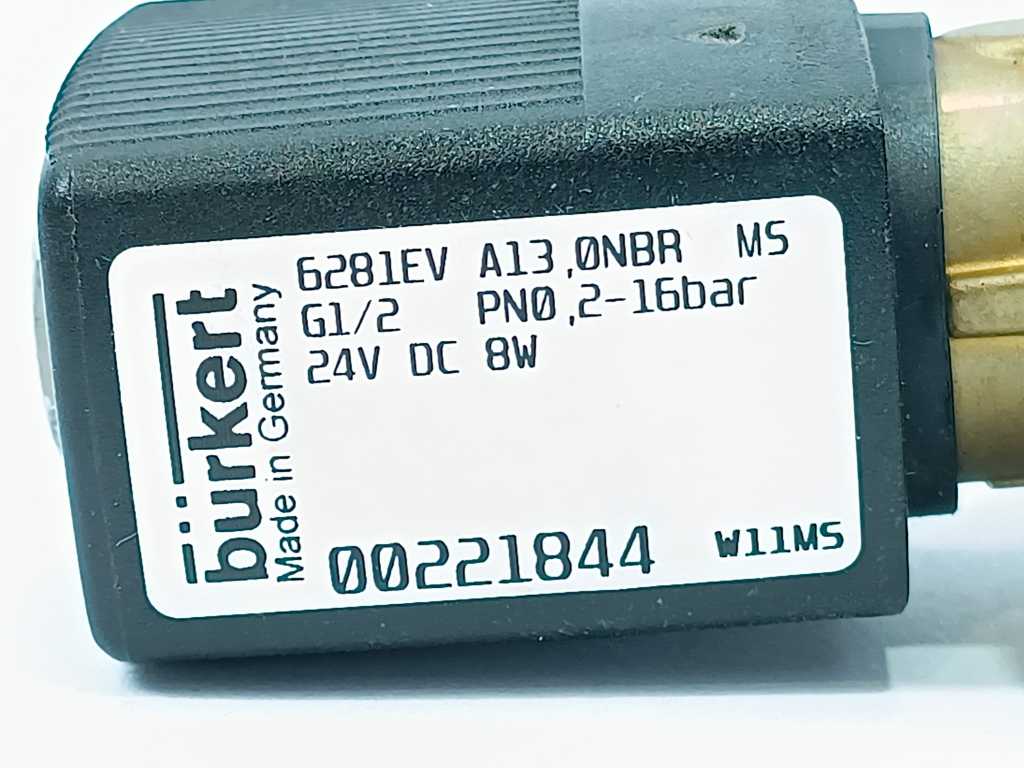 6281EV A13,0NBR MS
G1/2 PN0,2-16bar
24V DC 8W
bürkert
Made in Germany
00221844 W11MS